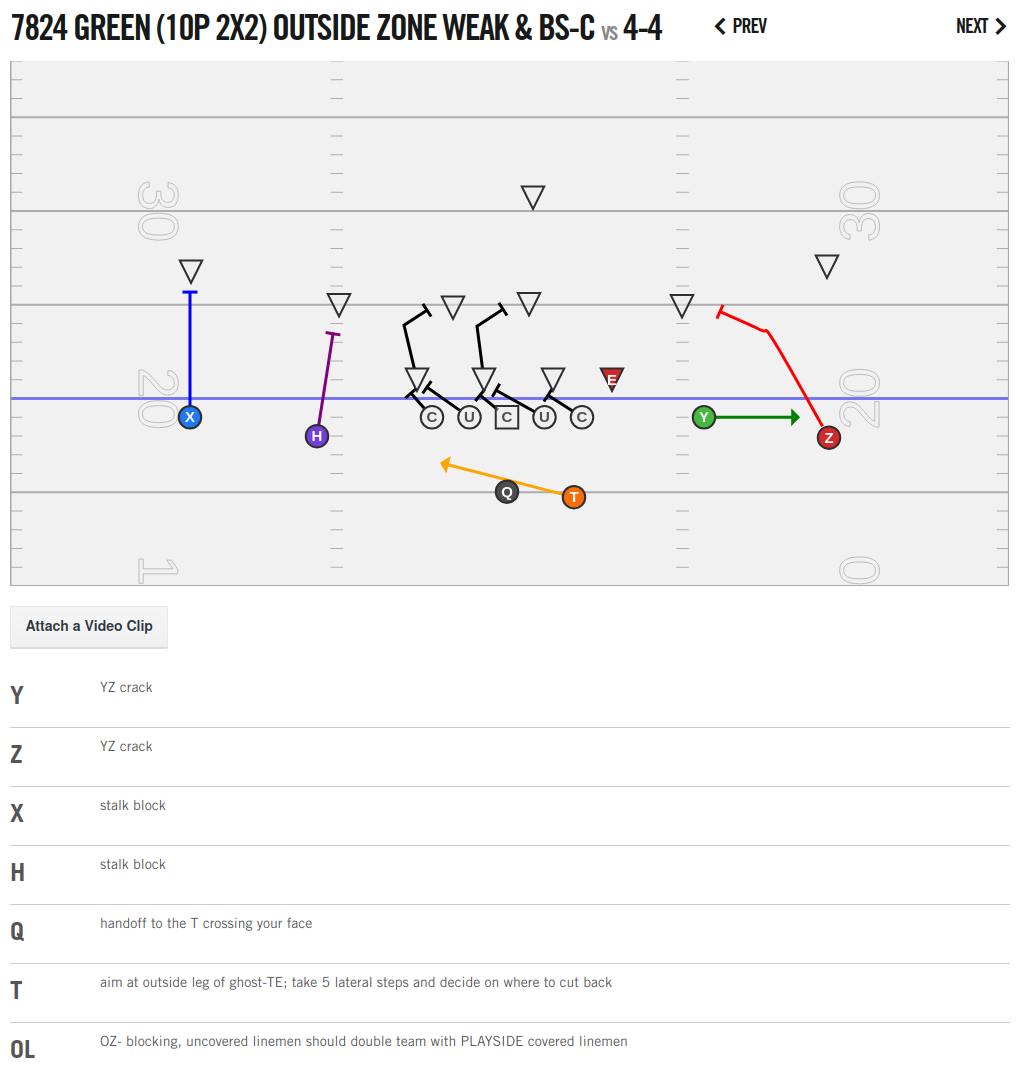 7824 GREEN (10P 2X2) OUTSIDE ZONE WEAK & BS-C vs 4-4
PREV
NEXT
30
30
20
20
E
X
H
C
U
C
U
C
Y
Z
Q
T
1
0
Attach a Video Clip
Y YZ crack
Z YZ crack
X stalk block
H stalk block
Q handoff to the T crossing your face
T aim at outside leg of ghost-TE; take 5 lateral steps and decide on where to cut back
OL OZ- blocking, uncovered linemen should double team with PLAYSIDE covered linemen